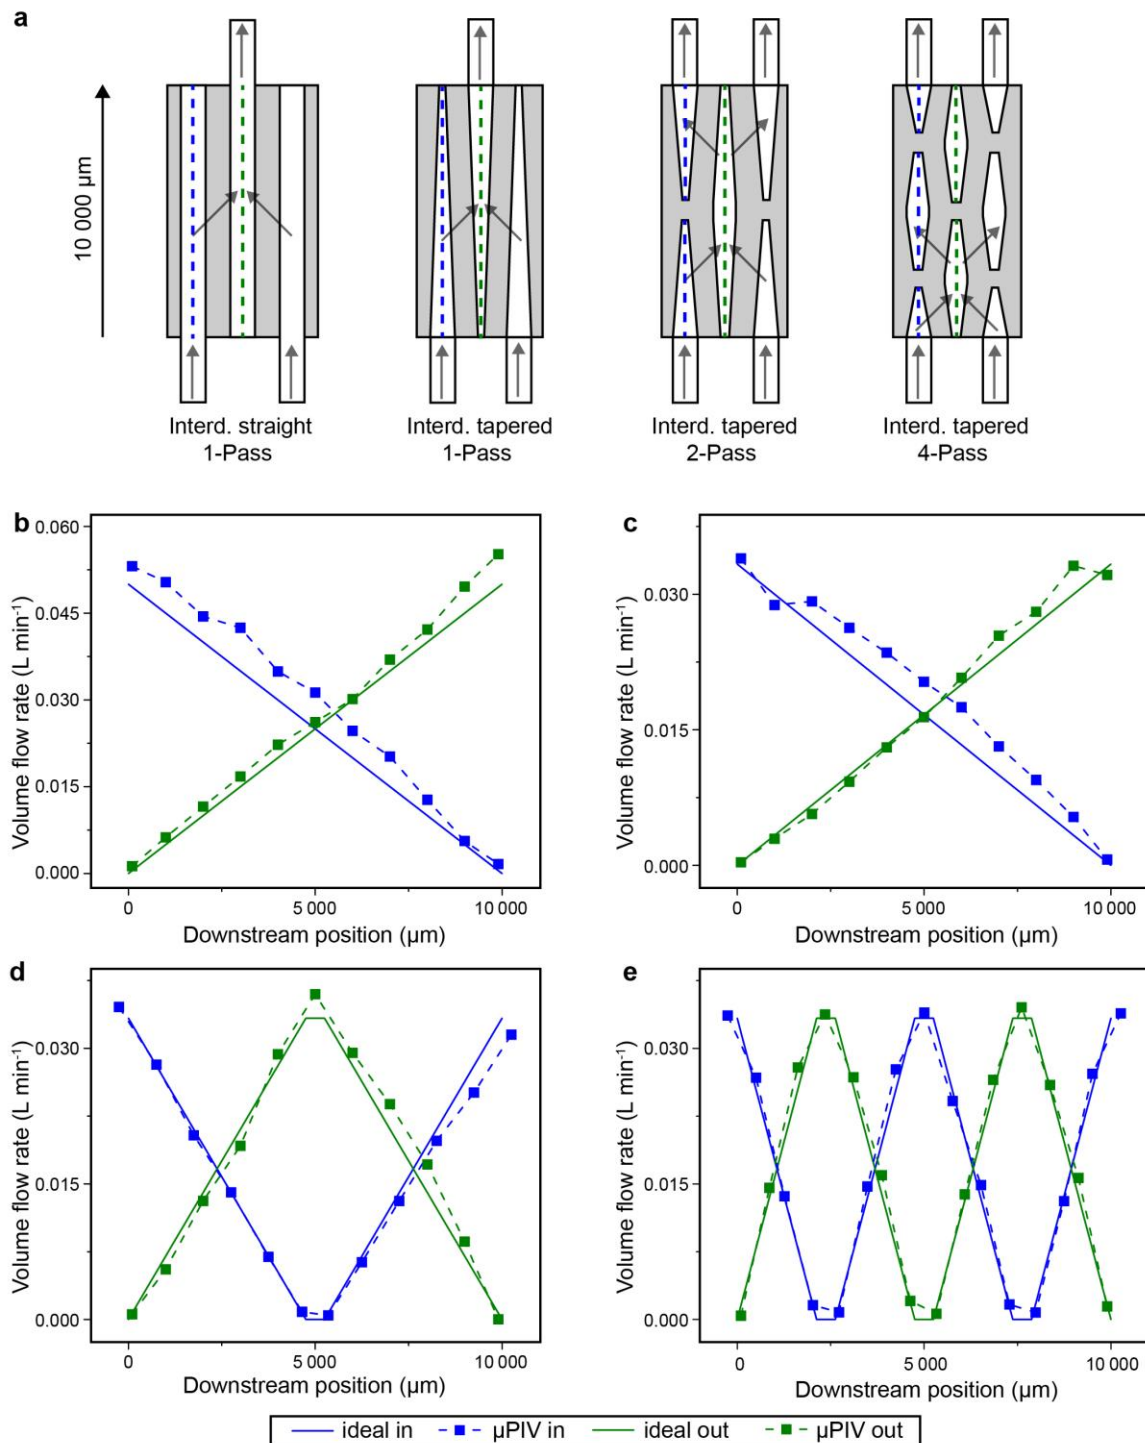 a
10 000 µm
Interd. straight
1-Pass
Interd. tapered
1-Pass
Interd. tapered
2-Pass
Interd. tapered
4-Pass
b
0.060
0.045
0.030
0.015
0.000
Volume flow rate (L min⁻¹)
0
5 000
10 000
Downstream position (µm)
c
0.030
0.015
0.000
Volume flow rate (L min⁻¹)
0
5 000
10 000
Downstream position (µm)
d
0.030
0.015
0.000
Volume flow rate (L min⁻¹)
0
5 000
10 000
Downstream position (µm)
e
0.030
0.015
0.000
Volume flow rate (L min⁻¹)
0
5 000
10 000
Downstream position (µm)
ideal in µPIV in ideal out µPIV out